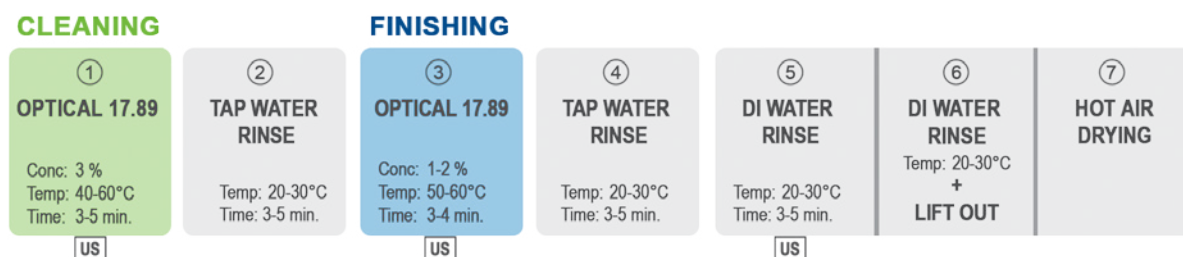 CLEANING
FINISHING
①
OPTICAL 17.89
Conc: 3 %
Temp: 40-60°C
Time: 3-5 min.
US
②
TAP WATER
RINSE
Temp: 20-30°C
Time: 3-5 min.
③
OPTICAL 17.89
Conc: 1-2 %
Temp: 50-60°C
Time: 3-4 min.
US
④
TAP WATER
RINSE
Temp: 20-30°C
Time: 3-5 min.
⑤
DI WATER
RINSE
Temp: 20-30°C
Time: 3-5 min.
US
⑥
DI WATER
RINSE
Temp: 20-30°C
+
LIFT OUT
⑦
HOT AIR
DRYING